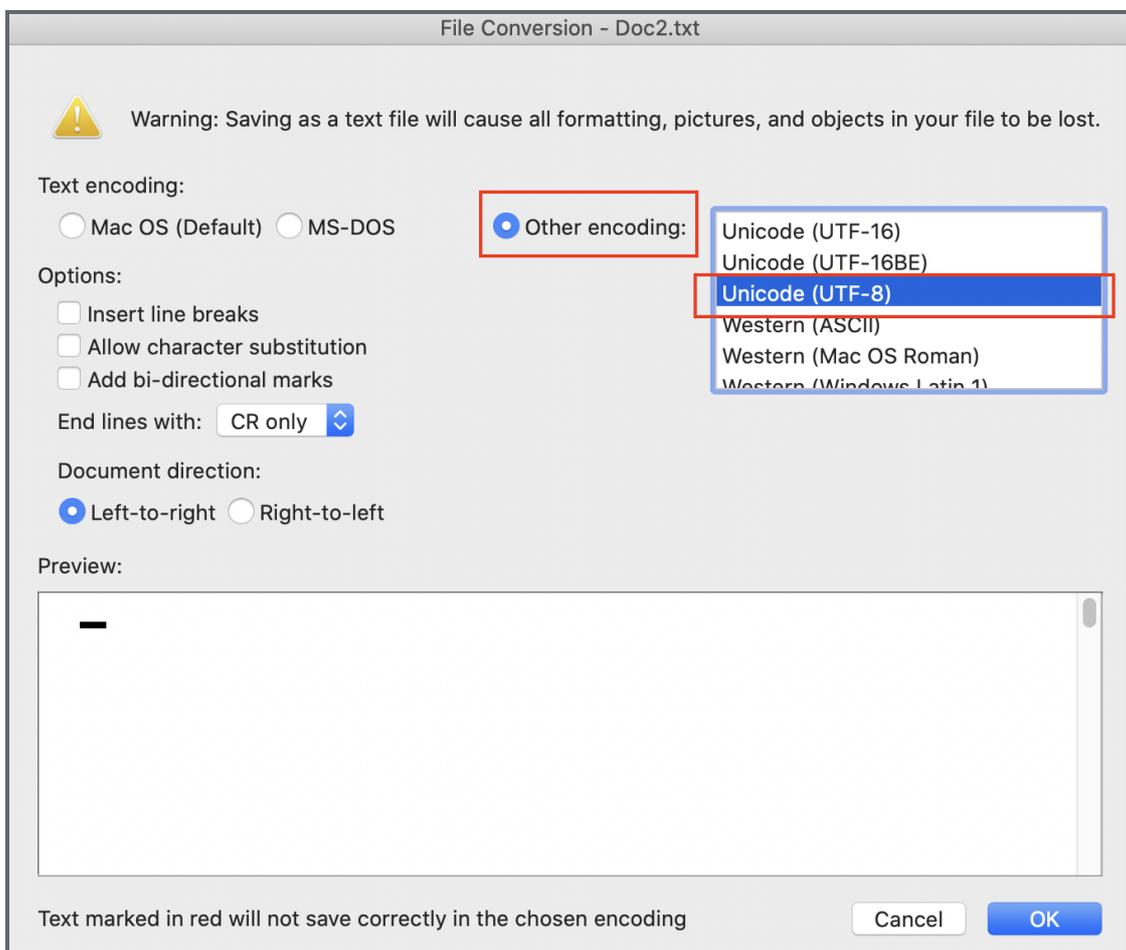 File Conversion - Doc2.txt
Warning: Saving as a text file will cause all formatting, pictures, and objects in your file to be lost.
Text encoding:
Mac OS (Default) MS-DOS Other encoding:
Unicode (UTF-16)
Unicode (UTF-16BE)
Unicode (UTF-8)
Western (ASCII)
Western (Mac OS Roman)
Western (Windows Latin 1)
Options:
Insert line breaks
Allow character substitution
Add bi-directional marks
End lines with: CR only
Document direction:
Left-to-right Right-to-left
Preview:
Text marked in red will not save correctly in the chosen encoding
Cancel OK